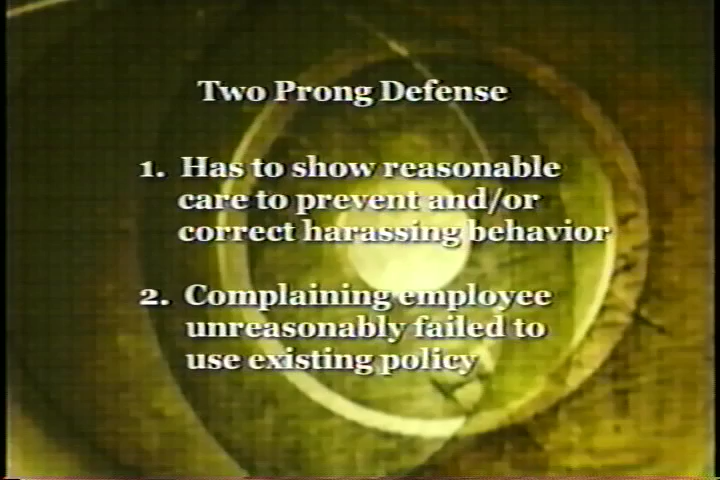 Two Prong Defense
1. Has to show reasonable
care to prevent and/or
correct harassing behavior
2. Complaining employee
unreasonably failed to
use existing policy